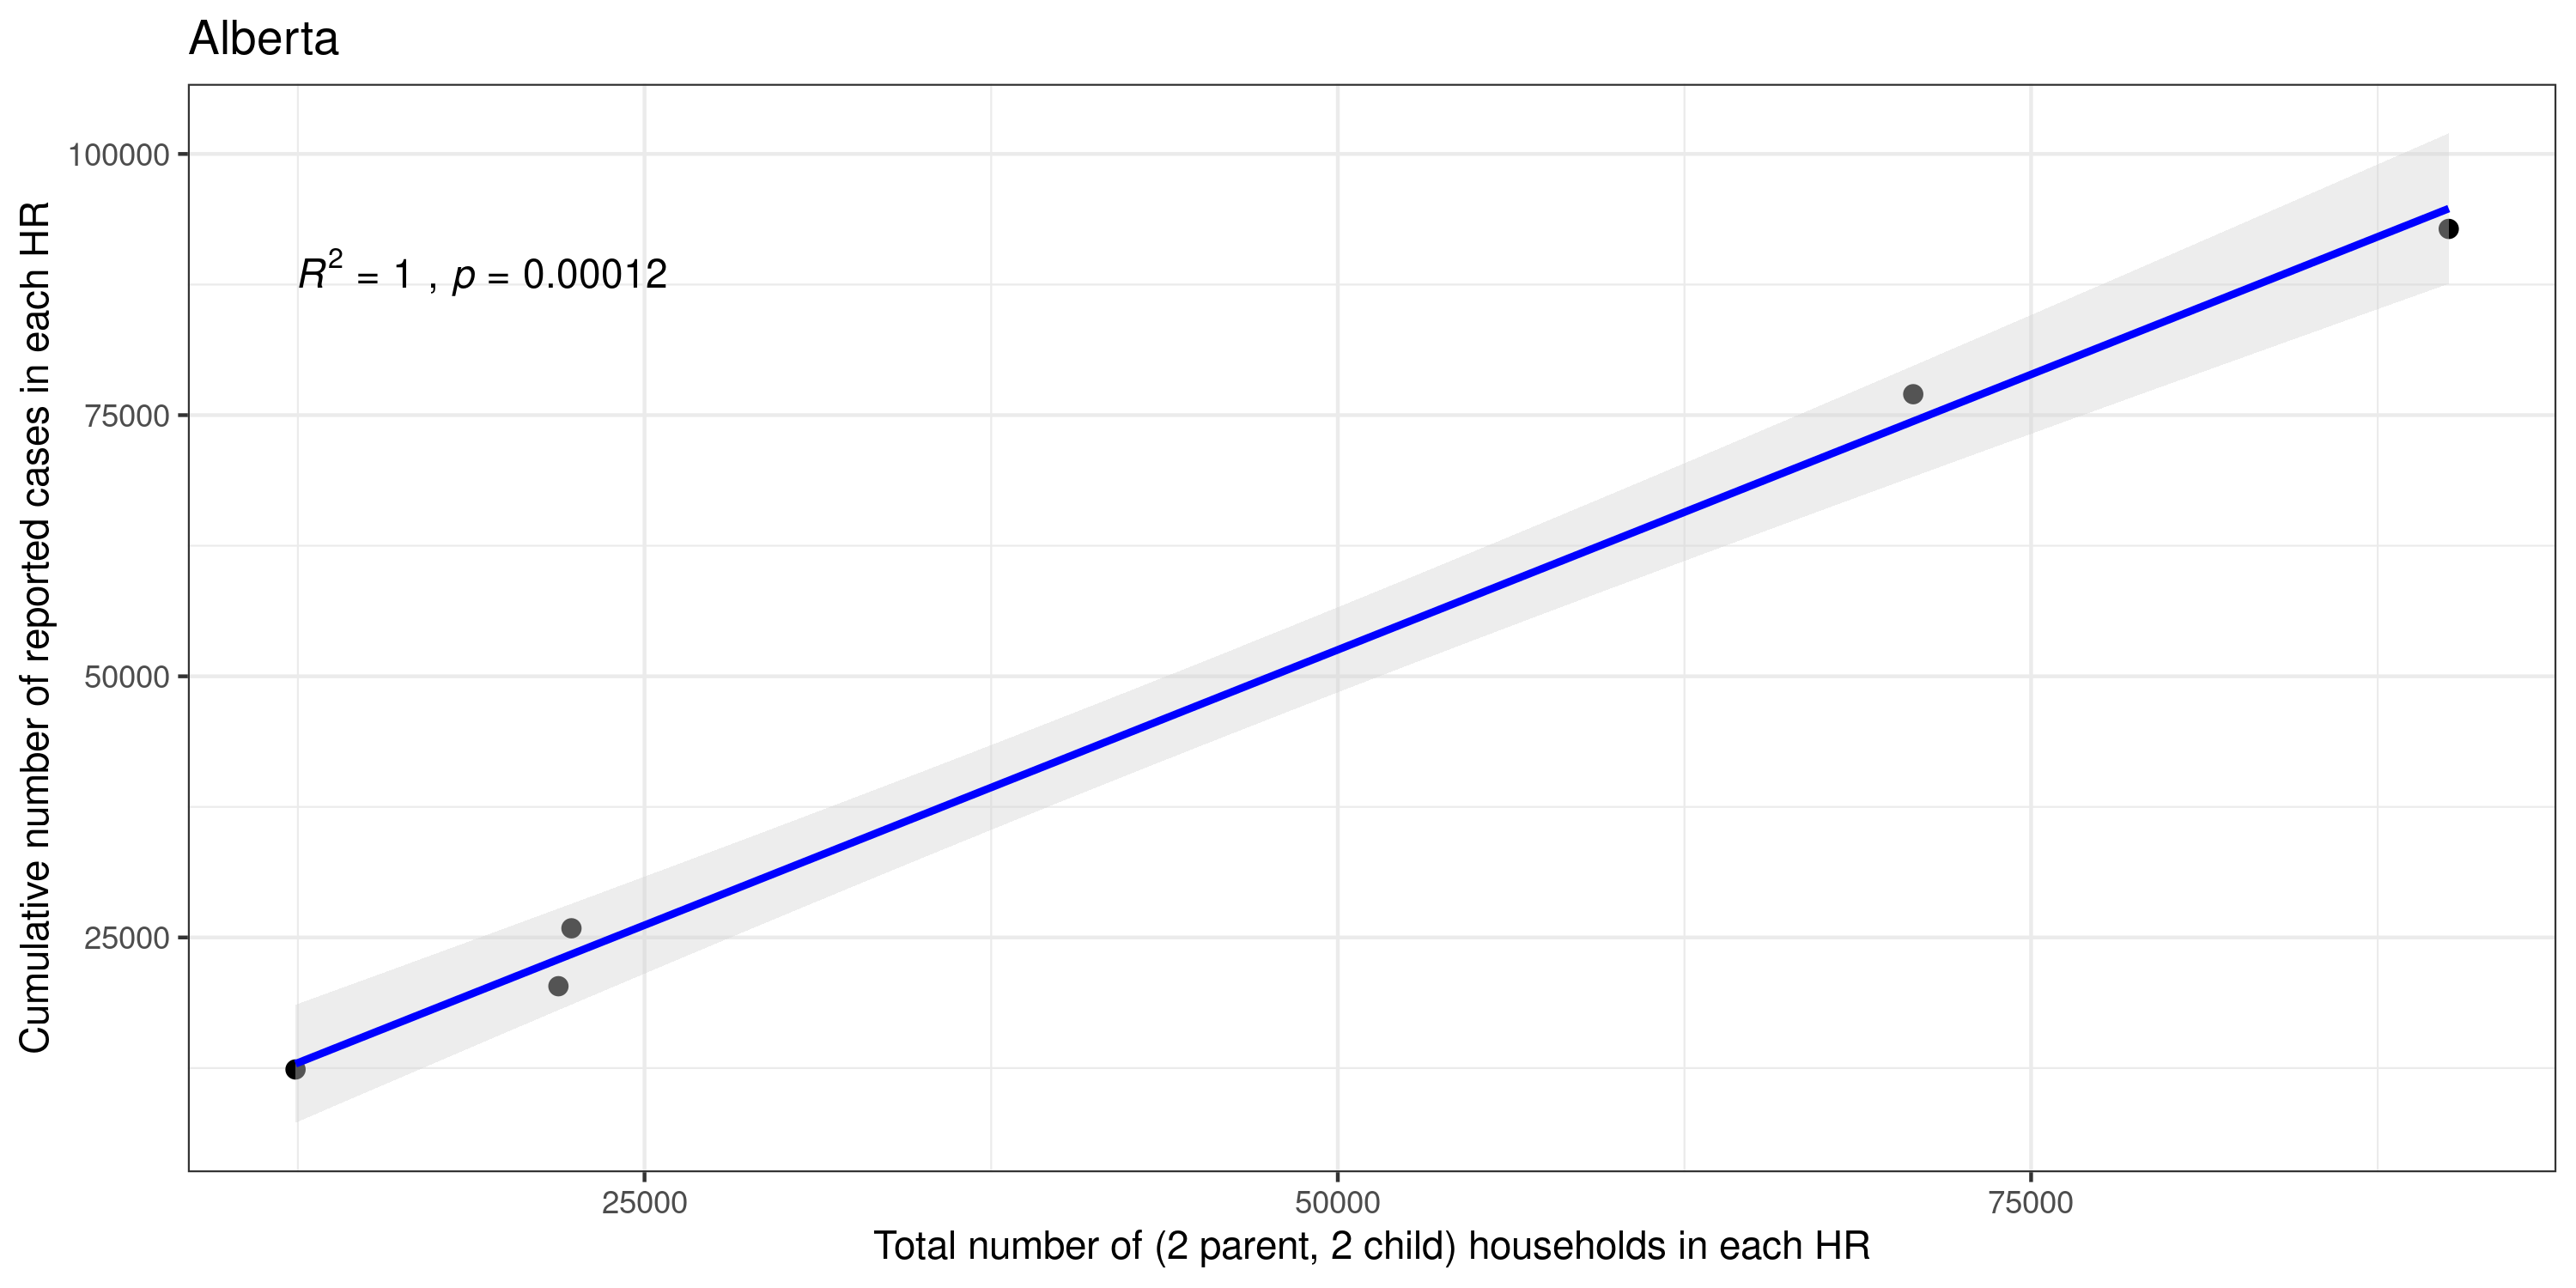 Alberta
100000
75000
50000
25000
Cumulative number of reported cases in each HR
R² = 1 , p = 0.00012
25000
50000
75000
Total number of (2 parent, 2 child) households in each HR